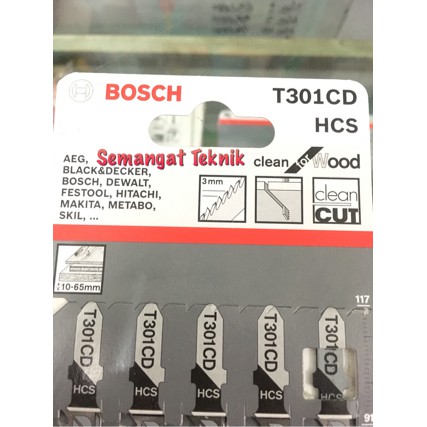 BOSCH
T301CD
HCS
Semangat Teknik
AEG,
BLACK&DECKER,
BOSCH, DEWALT,
FESTOOL, HITACHI,
MAKITA, METABO,
SKIL, ...
clean for Wood
3mm
clean
CUT
10-65mm
117
T301CD T301CD T301CD T301CD T301CD
HCS HCS HCS HCS HCS
91